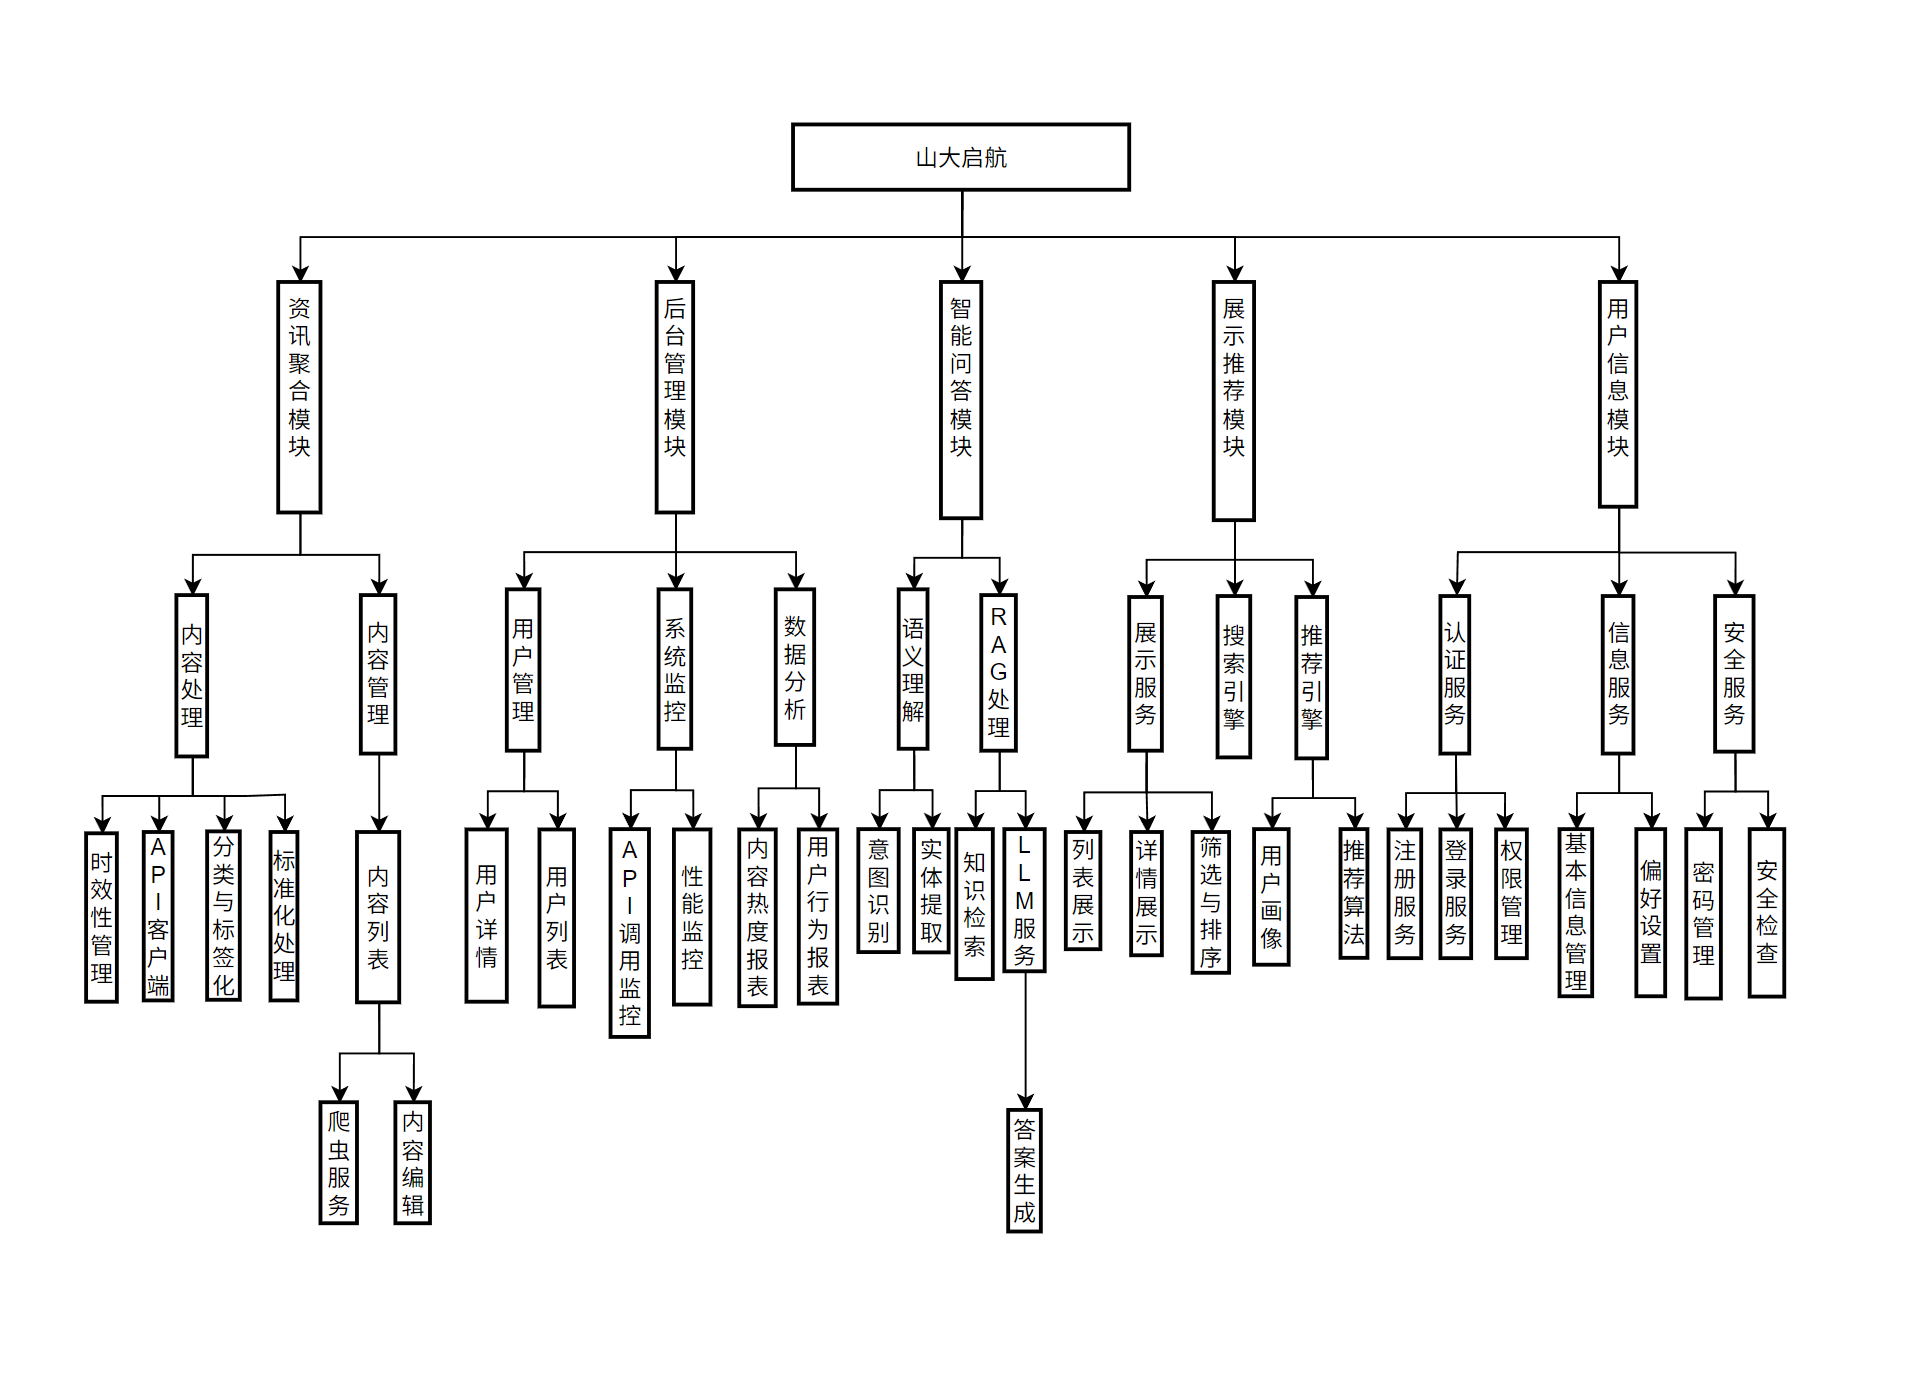 山大启航
资讯聚合模块
后台管理模块
智能问答模块
展示推荐模块
用户信息模块
内容处理
内容管理
用户管理
系统监控
数据分析
语义理解
RAG处理
展示服务
搜索引擎
推荐引擎
认证服务
信息服务
安全服务
时效性管理
API客户端
分类与标签化
标准化处理
内容列表
用户详情
用户列表
API调用监控
性能监控
内容热度报表
用户行为报表
意图识别
实体提取
知识检索
LLM服务
列表展示
详情展示
筛选与排序
用户画像
推荐算法
注册服务
登录服务
权限管理
基本信息管理
偏好设置
密码管理
安全检查
爬虫服务
内容编辑
答案生成